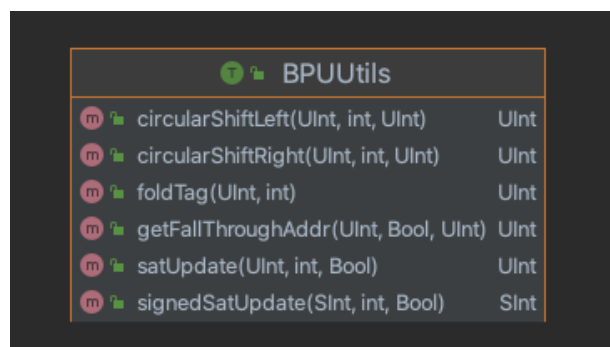 T BPUUtils
m circularShiftLeft(UInt, int, UInt) UInt
m circularShiftRight(UInt, int, UInt) UInt
m foldTag(UInt, int) UInt
m getFallThroughAddr(UInt, Bool, UInt) UInt
m satUpdate(UInt, int, Bool) UInt
m signedSatUpdate(SInt, int, Bool) SInt